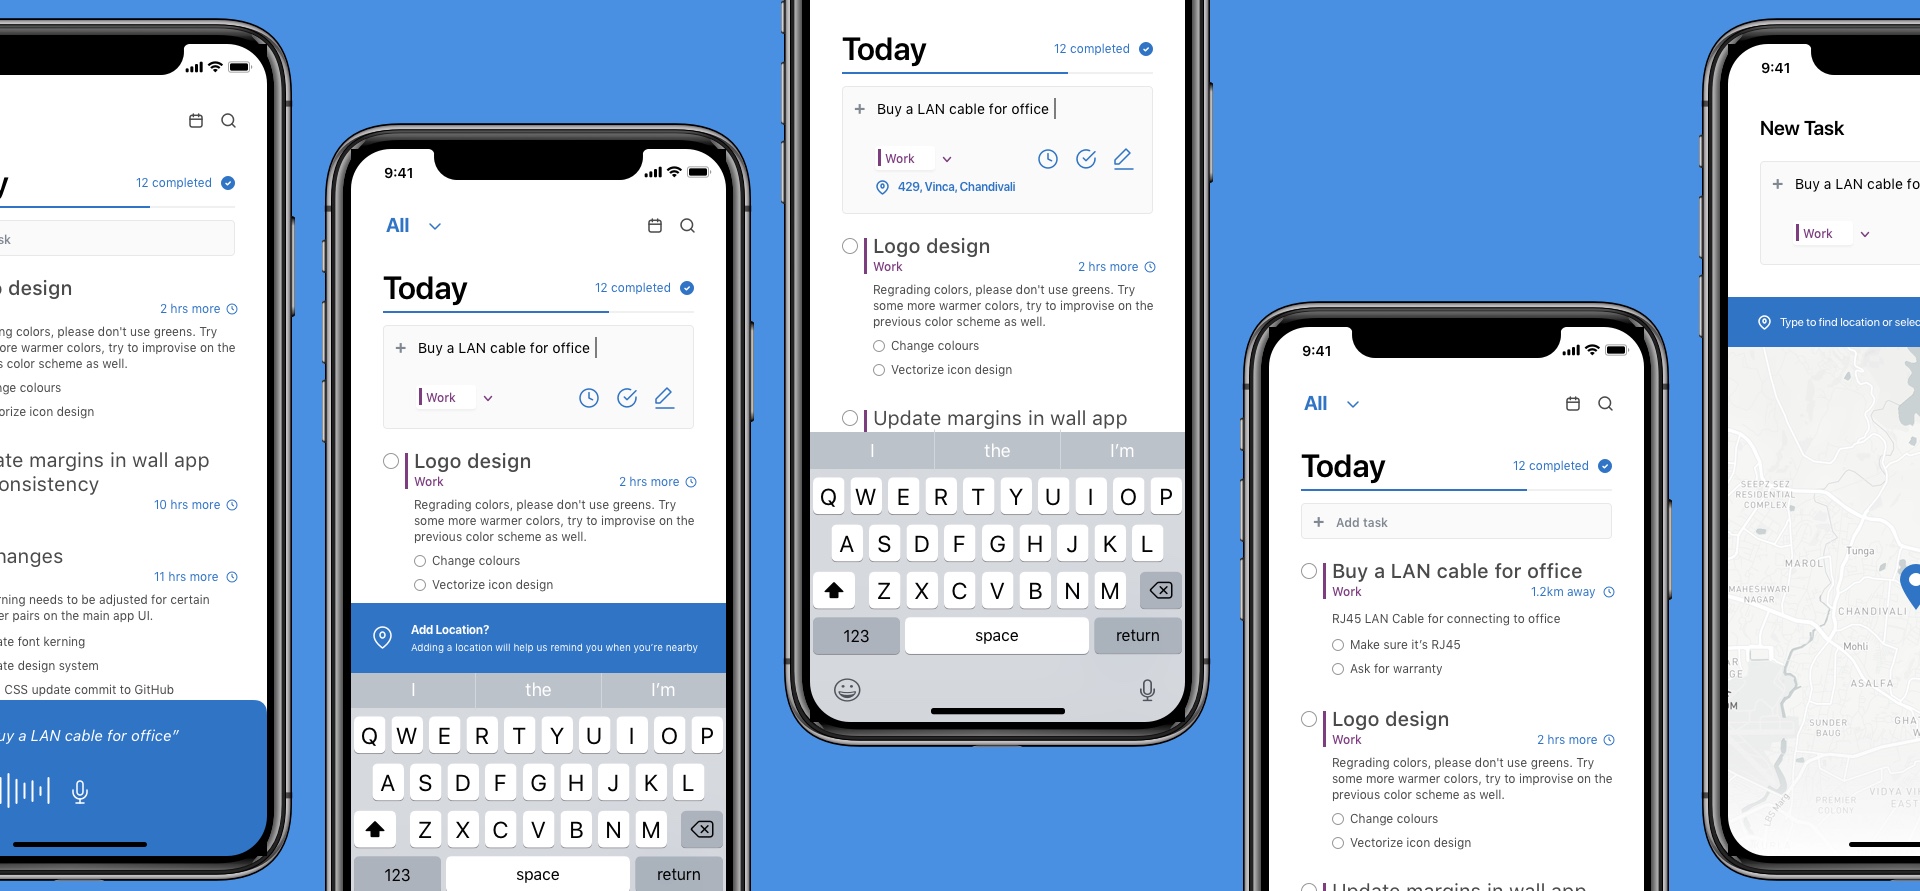 y
12 completed
sk
o design
2 hrs more
ng colors, please don't use greens. Try
ore warmer colors, try to improvise on the
s color scheme as well.
nge colours
orize icon design
ate margins in wall app
onsistency
10 hrs more
hanges
11 hrs more
rning needs to be adjusted for certain
er pairs on the main app UI.
ate font kerning
ate design system
CSS update commit to GitHub
uy a LAN cable for office”
9:41
All
Today
12 completed
+ Buy a LAN cable for office
Work
Logo design
Work
2 hrs more
Regrading colors, please don't use greens. Try
some more warmer colors, try to improvise on the
previous color scheme as well.
Change colours
Vectorize icon design
Add Location?
Adding a location will help us remind you when you're nearby
I the I'm
Q W E R T Y U I O P
A S D F G H J K L
Z X C V B N M
123 space return
Today
12 completed
+ Buy a LAN cable for office
Work
429, Vinca, Chandivali
Logo design
Work
2 hrs more
Regrading colors, please don't use greens. Try
some more warmer colors, try to improvise on the
previous color scheme as well.
Change colours
Vectorize icon design
Update margins in wall app
I the I'm
Q W E R T Y U I O P
A S D F G H J K L
Z X C V B N M
123 space return
9:41
All
Today
12 completed
+ Add task
Buy a LAN cable for office
Work
1.2km away
RJ45 LAN Cable for connecting to office
Make sure it's RJ45
Ask for warranty
Logo design
Work
2 hrs more
Regrading colors, please don't use greens. Try
some more warmer colors, try to improvise on the
previous color scheme as well.
Change colours
Vectorize icon design
Update margins in wall app
9:41
New Task
+ Buy a LAN cable fo
Work
Type to find location or selec
SEEPZ SEZ
RESIDENTIAL
COMPLEX
Tunga
MAROL
MAHESHWARI
NAGAR
CHANDIVALI
Mohli
AR
GE
ASALFA
OM
SUNDER
BAUG
GHAT
W
VIDYA VIH
EAST
PREMIER
COLONY
LBS Marg